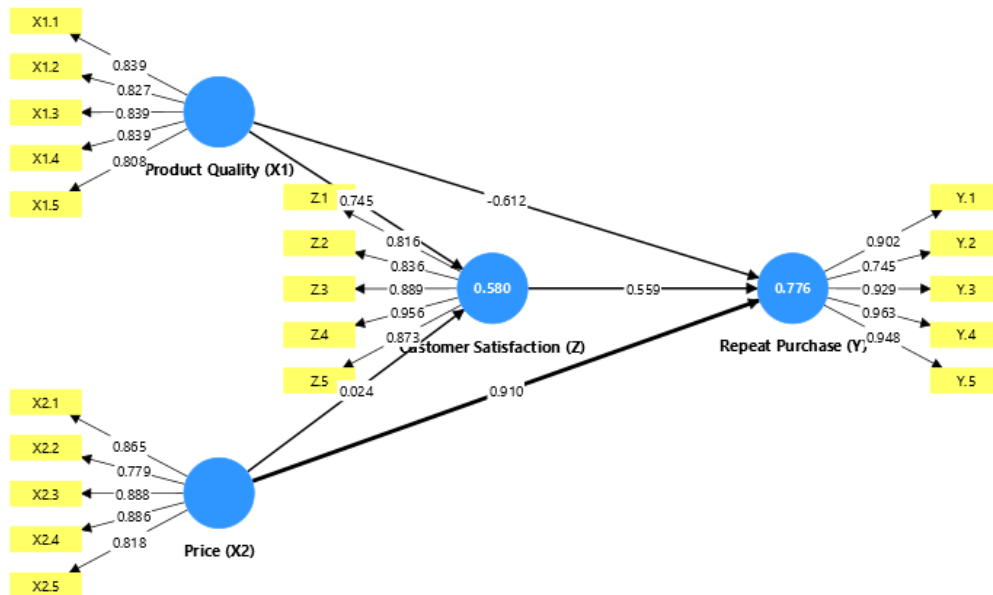 X1.1
X1.2
X1.3
X1.4
X1.5
0.839
0.827
0.839
0.839
0.808
Product Quality (X1)
0.745
-0.612
Z.1
Z.2
Z.3
Z.4
Z.5
0.816
0.836
0.889
0.956
0.873
0.580
Customer Satisfaction (Z)
0.559
0.024
0.910
0.776
Repeat Purchase (Y)
0.902
0.745
0.929
0.963
0.948
Y.1
Y.2
Y.3
Y.4
Y.5
X2.1
X2.2
X2.3
X2.4
X2.5
0.865
0.779
0.888
0.886
0.818
Price (X2)